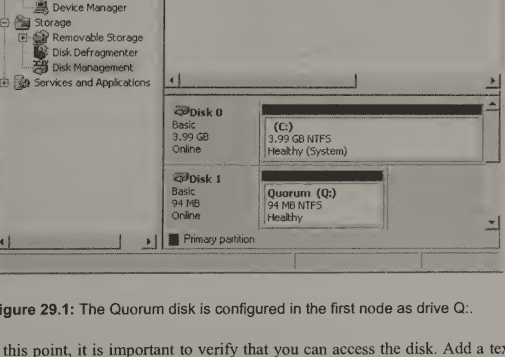 Device Manager
Storage
Removable Storage
Disk Defragmenter
Disk Management
Services and Applications
Disk 0
Basic
3.99 GB
Online
(C:)
3.99 GB NTFS
Healthy (System)
Disk 1
Basic
94 MB
Online
Quorum (Q:)
94 MB NTFS
Healthy
Primary partition
igure 29.1: The Quorum disk is configured in the first node as drive Q:.
this point, it is important to verify that you can access the disk. Add a tex